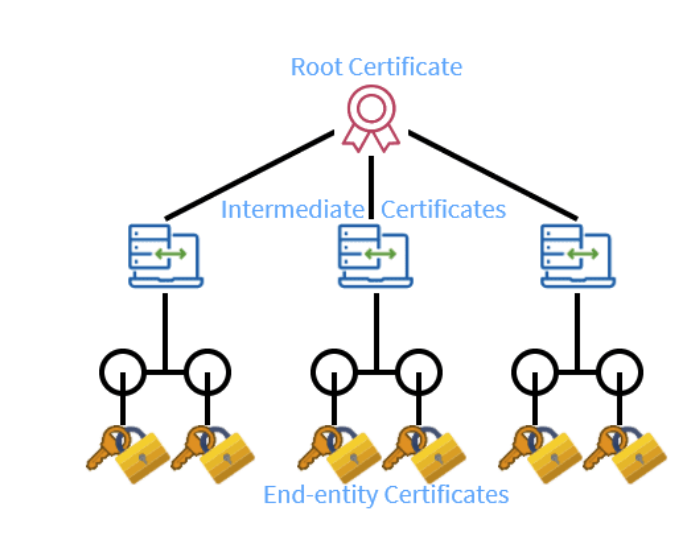 Root Certificate
Intermediate Certificates
End-entity Certificates